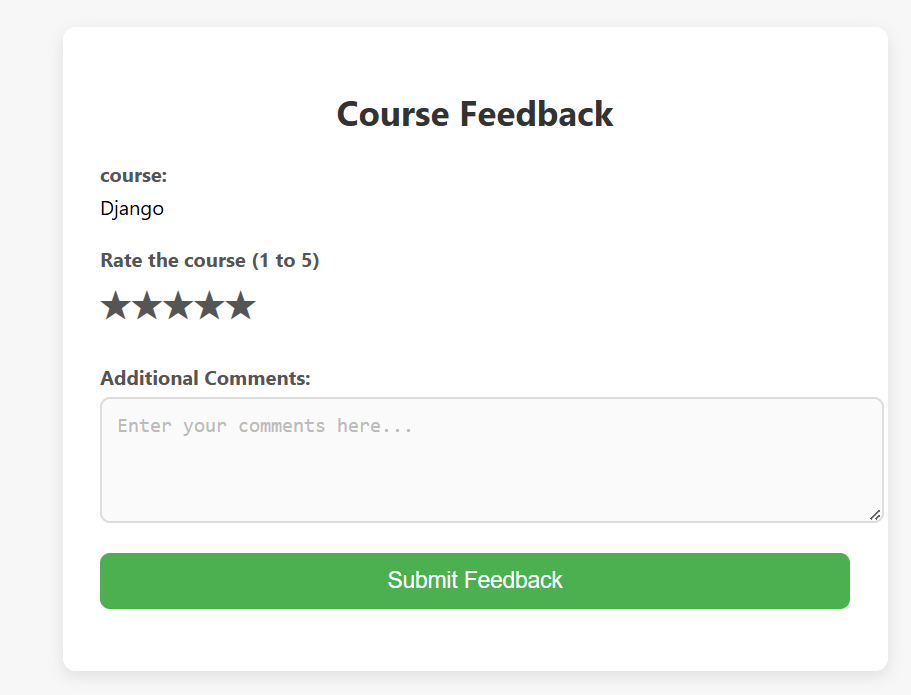 Course Feedback
course:
Django
Rate the course (1 to 5)
★★★★★
Additional Comments:
Enter your comments here...
Submit Feedback